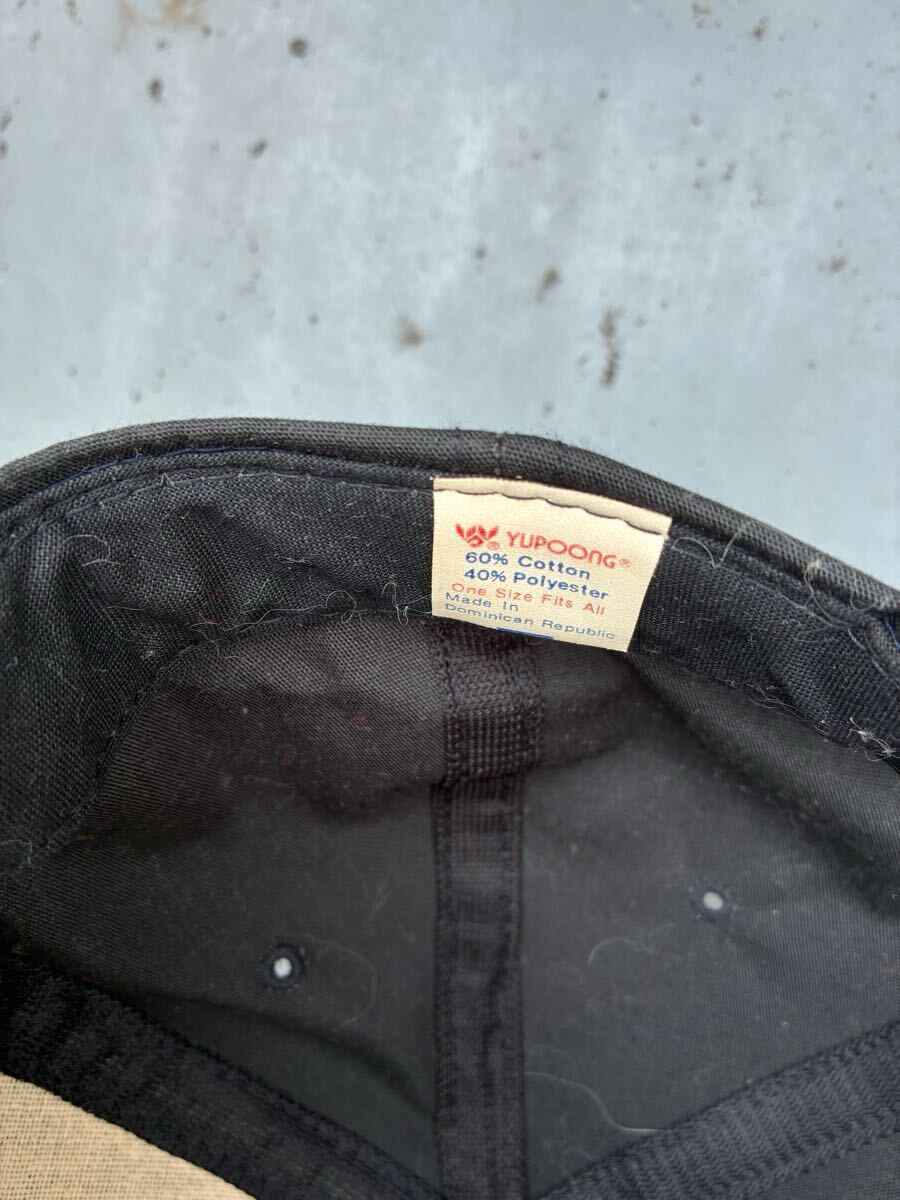 YUPOONG®
60% Cotton
40% Polyester
One Size Fits All
Made In
Dominican Republic